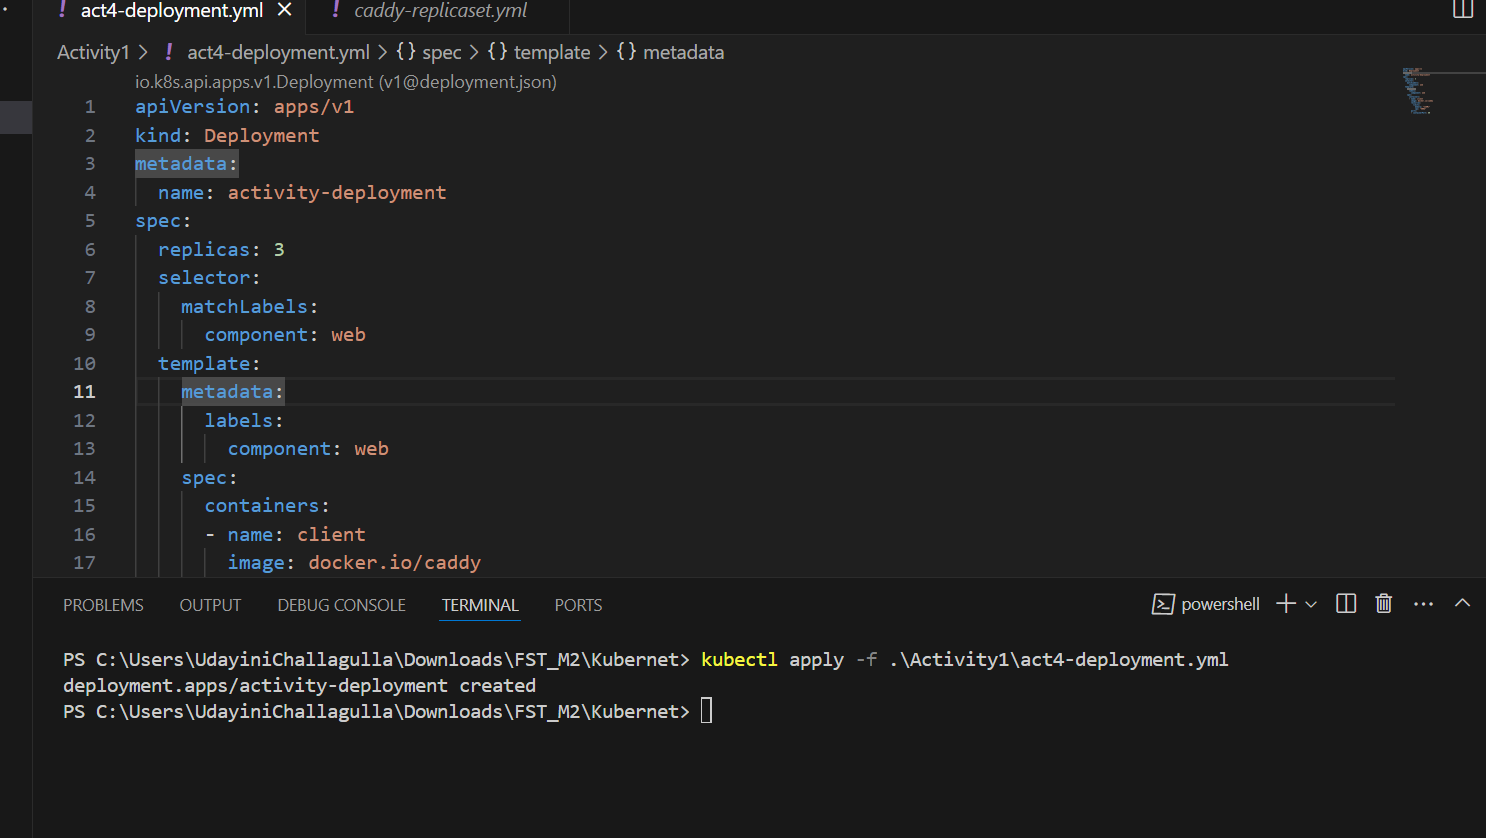 ! act4-deployment.yml × ! caddy-replicaset.yml
Activity1 > ! act4-deployment.yml > {} spec > {} template > {} metadata
io.k8s.api.apps.v1.Deployment (v1@deployment.json)
1 apiVersion: apps/v1
2 kind: Deployment
3 metadata:
4 name: activity-deployment
5 spec:
6 replicas: 3
7 selector:
8 matchLabels:
9 component: web
10 template:
11 metadata:
12 labels:
13 component: web
14 spec:
15 containers:
16 - name: client
17 image: docker.io/caddy
PROBLEMS OUTPUT DEBUG CONSOLE TERMINAL PORTS powershell
PS C:\Users\UdayiniChallagulla\Downloads\FST_M2\Kubernet> kubectl apply -f .\Activity1\act4-deployment.yml
deployment.apps/activity-deployment created
PS C:\Users\UdayiniChallagulla\Downloads\FST_M2\Kubernet>